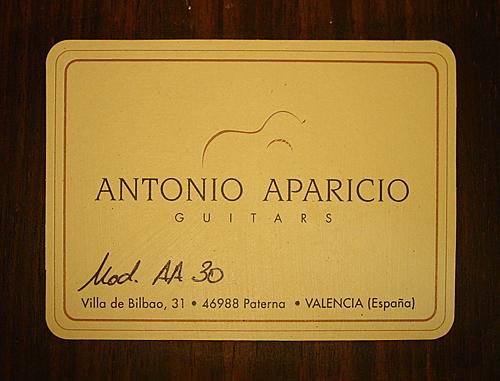 ANTONIO APARICIO
GUITARS
Mod. AA 30
Villa de Bilbao, 31 • 46988 Paterna • VALENCIA (España)